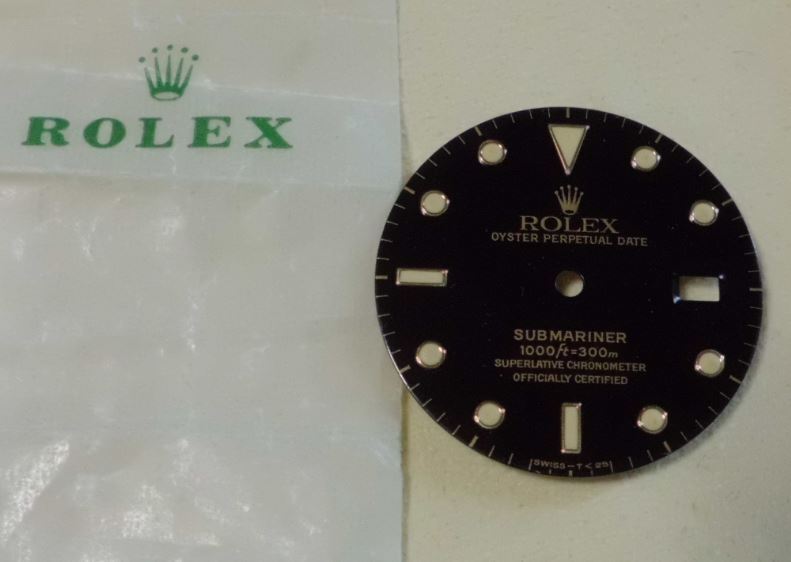 ROLEX
ROLEX
OYSTER PERPETUAL DATE
SUBMARINER
1000ft=300m
SUPERLATIVE CHRONOMETER
OFFICIALLY CERTIFIED
SWISS-T<25